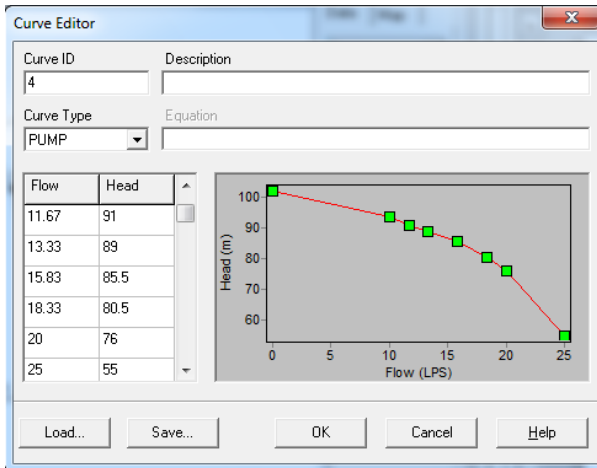 Curve Editor
Curve ID Description
4
Curve Type Equation
PUMP
Flow Head
11.67 91
13.33 89
15.83 85.5
18.33 80.5
20 76
25 55
100
90
80
70
60
Head (m)
0 5 10 15 20 25
Flow (LPS)
Load... Save... OK Cancel Help